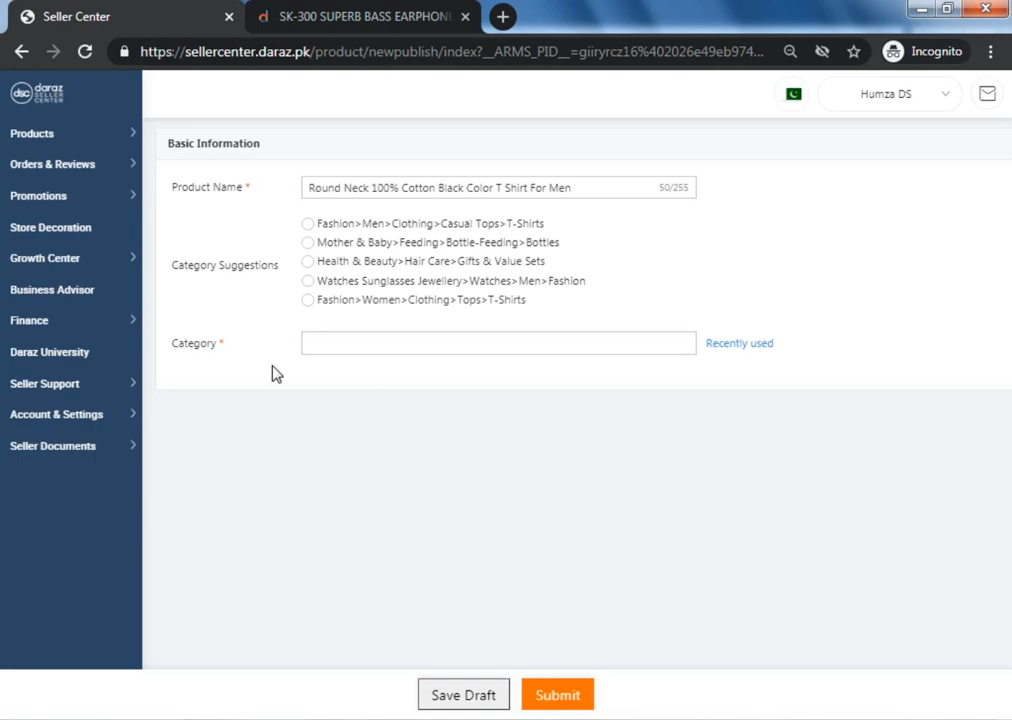 Seller Center
SK-300 SUPERB BASS EARPHON
https://sellercenter.daraz.pk/product/newpublish/index?__ARMS_PID__=giiryrcz16%402026e49eb974...
Incognito
dsc daraz SELLER CENTER
Humza DS
Products
Orders & Reviews
Promotions
Store Decoration
Growth Center
Business Advisor
Finance
Daraz University
Seller Support
Account & Settings
Seller Documents
Basic Information
Product Name *
Round Neck 100% Cotton Black Color T Shirt For Men 50/255
Category Suggestions
Fashion>Men>Clothing>Casual Tops>T-Shirts
Mother & Baby>Feeding>Bottle-Feeding>Bottles
Health & Beauty>Hair Care>Gifts & Value Sets
Watches Sunglasses Jewellery>Watches>Men>Fashion
Fashion>Women>Clothing>Tops>T-Shirts
Category *
Recently used
Save Draft
Submit